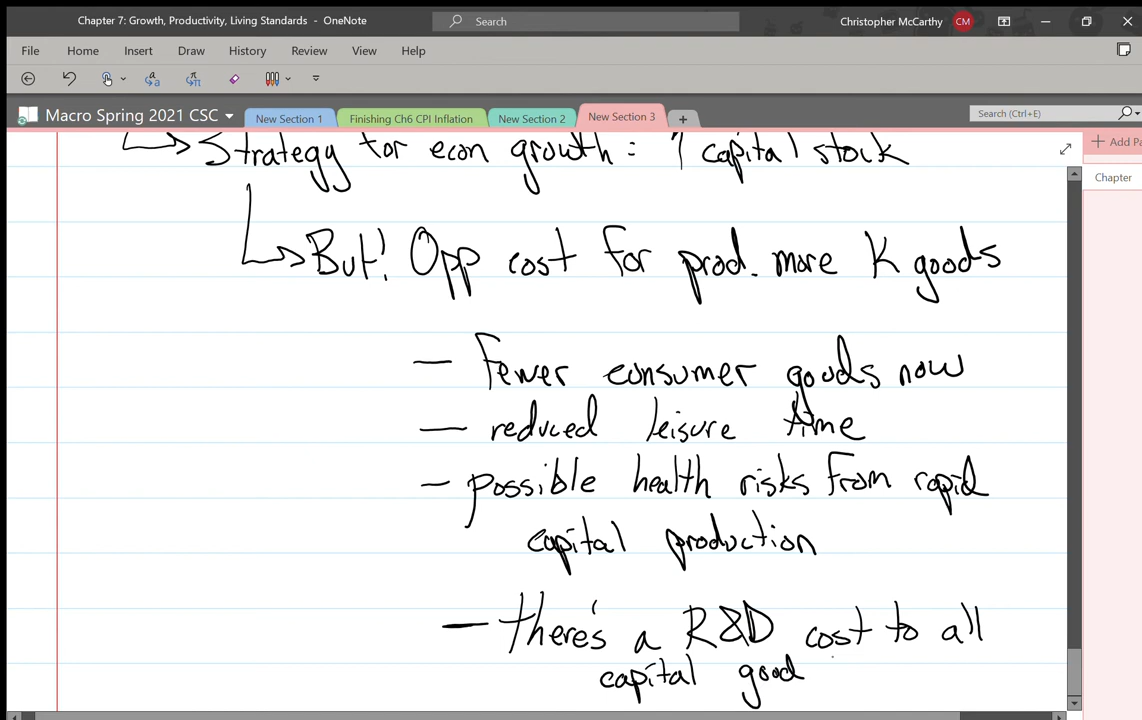 Chapter 7: Growth, Productivity, Living Standards - OneNote
Search
Christopher McCarthy CM
File Home Insert Draw History Review View Help
Macro Spring 2021 CSC
New Section 1 Finishing Ch6 CPI Inflation New Section 2 New Section 3 +
Search (Ctrl+E)
+ Add Pa
Chapter
Strategy for econ growth: ↑ capital stock
But! Opp cost for prod. more K goods
— Fewer consumer goods now
— reduced leisure time
— possible health risks from rapid
capital production
— There's a R&D cost to all
capital good